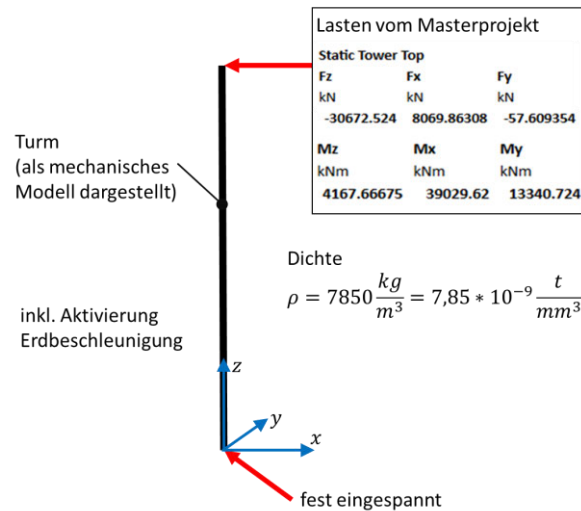 Lasten vom Masterprojekt
Static Tower Top
Fz Fx Fy
kN kN kN
-30672.524 8069.86308 -57.609354
Mz Mx My
kNm kNm kNm
4167.66675 39029.62 13340.724
Turm
(als mechanisches
Modell dargestellt)
Dichte
ρ = 7850 kg/m³ = 7,85 * 10⁻⁹ t/mm³
inkl. Aktivierung
Erdbeschleunigung
z
y
x
fest eingespannt